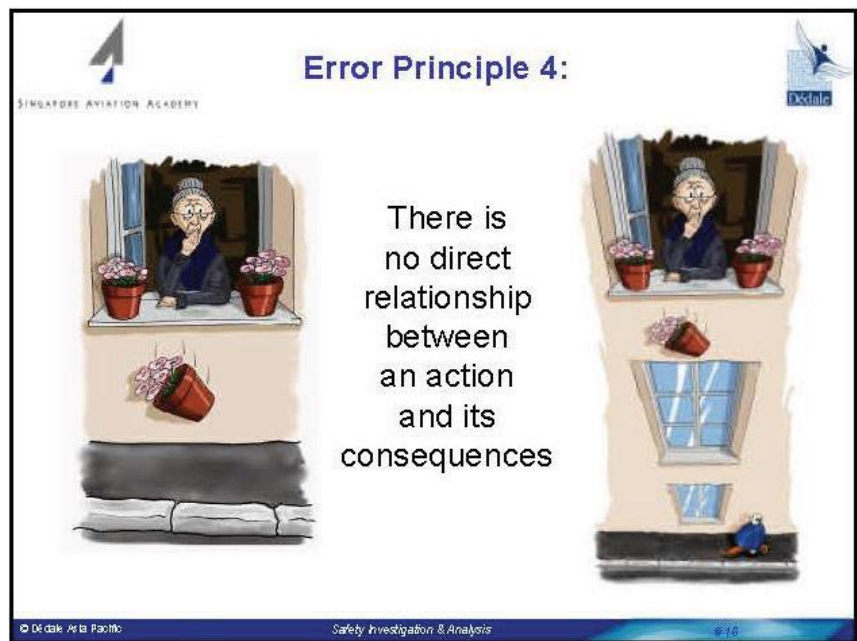 Error Principle 4:
SINGAPORE AVIATION ACADEMY
Dédale
There is
no direct
relationship
between
an action
and its
consequences
© Dédale Asia Pacific
Safety Investigation & Analysis